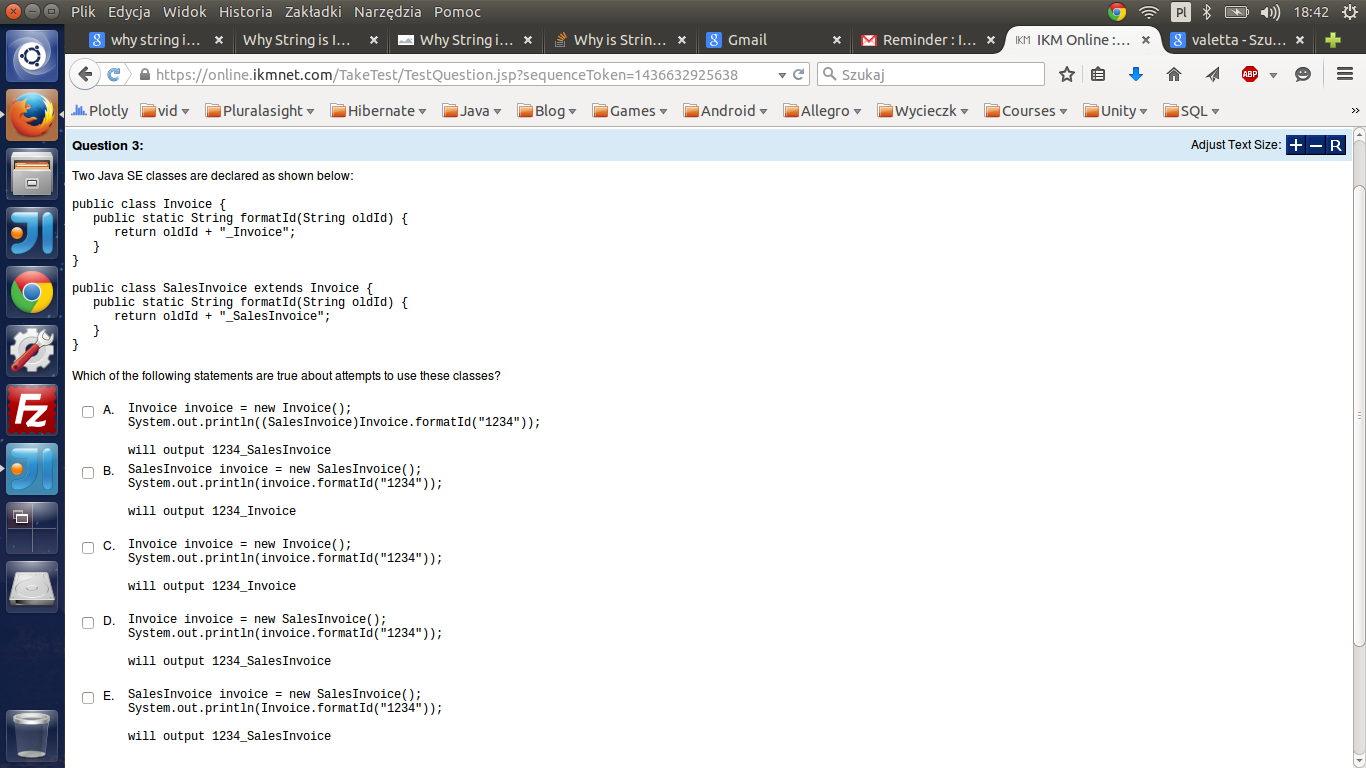 Plik Edycja Widok Historia Zakładki Narzędzia Pomoc Pl 18:42
why string i... Why String is I... Why String i... Why is Strin... Gmail Reminder : I... IKM IKM Online :... valetta - Szu...
https://online.ikmnet.com/TakeTest/TestQuestion.jsp?sequenceToken=1436632925638 Szukaj ABP
Plotly vid Pluralasight Hibernate Java Blog Games Android Allegro Wycieczk Courses Unity SQL »
Question 3: Adjust Text Size: + − R
Two Java SE classes are declared as shown below:
public class Invoice {
public static String formatId(String oldId) {
return oldId + "_Invoice";
}
}
public class SalesInvoice extends Invoice {
public static String formatId(String oldId) {
return oldId + "_SalesInvoice";
}
}
Which of the following statements are true about attempts to use these classes?
A. Invoice invoice = new Invoice();
System.out.println((SalesInvoice)Invoice.formatId("1234"));
will output 1234_SalesInvoice
B. SalesInvoice invoice = new SalesInvoice();
System.out.println(invoice.formatId("1234"));
will output 1234_Invoice
C. Invoice invoice = new Invoice();
System.out.println(invoice.formatId("1234"));
will output 1234_Invoice
D. Invoice invoice = new SalesInvoice();
System.out.println(invoice.formatId("1234"));
will output 1234_SalesInvoice
E. SalesInvoice invoice = new SalesInvoice();
System.out.println(Invoice.formatId("1234"));
will output 1234_SalesInvoice
Fz